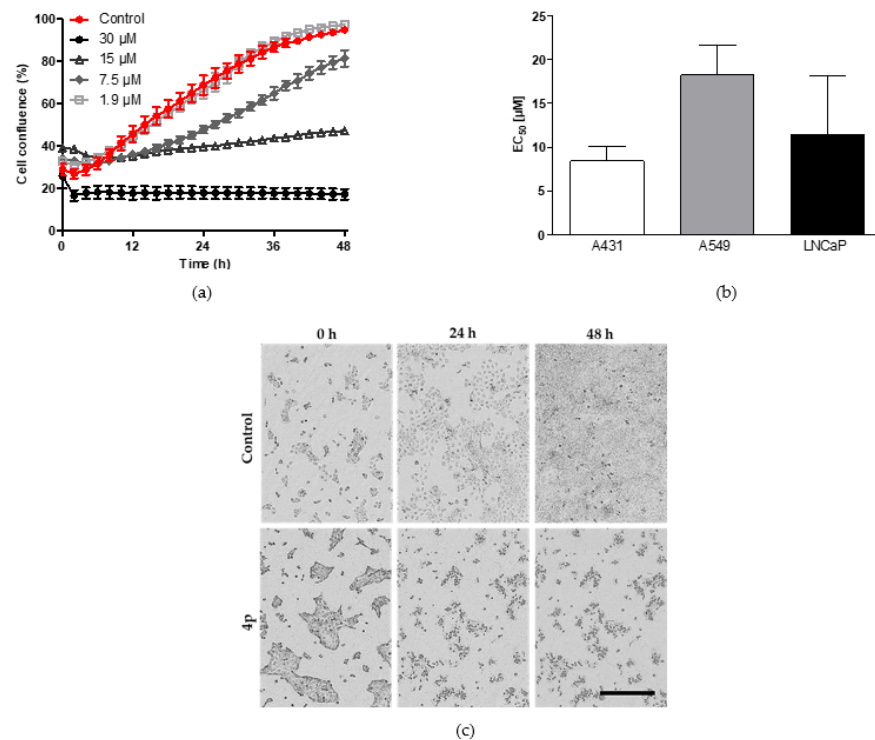 100
80
60
40
20
0
Cell confluence (%)
Control
30 µM
15 µM
7.5 µM
1.9 µM
0 12 24 36 48
Time (h)
(a)
25
20
15
10
5
0
EC50 [µM]
A431 A549 LNCaP
(b)
0 h 24 h 48 h
Control
4p
(c)